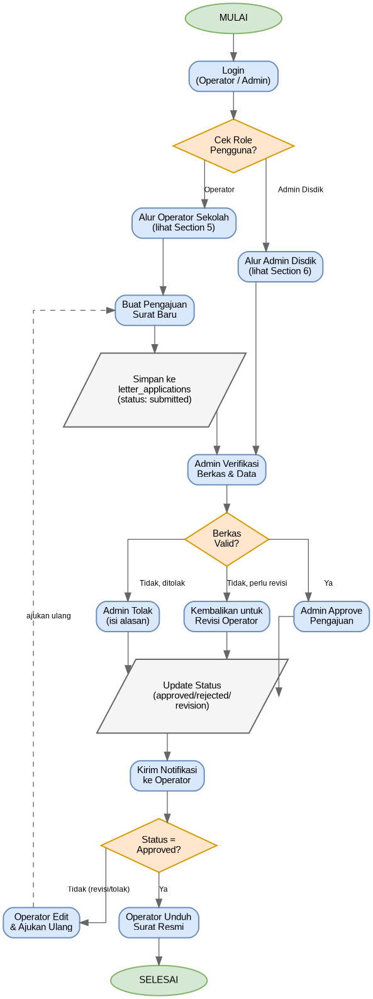 MULAI
Login
(Operator / Admin)
Cek Role
Pengguna?
Operator
Admin Disdik
Alur Operator Sekolah
(lihat Section 5)
Alur Admin Disdik
(lihat Section 6)
Buat Pengajuan
Surat Baru
Simpan ke
letter_applications
(status: submitted)
Admin Verifikasi
Berkas & Data
Berkas
Valid?
Tidak, ditolak
Tidak, perlu revisi
Ya
Admin Tolak
(isi alasan)
Kembalikan untuk
Revisi Operator
Admin Approve
Pengajuan
ajukan ulang
Update Status
(approved/rejected/
revision)
Kirim Notifikasi
ke Operator
Status =
Approved?
Tidak (revisi/tolak)
Ya
Operator Edit
& Ajukan Ulang
Operator Unduh
Surat Resmi
SELESAI